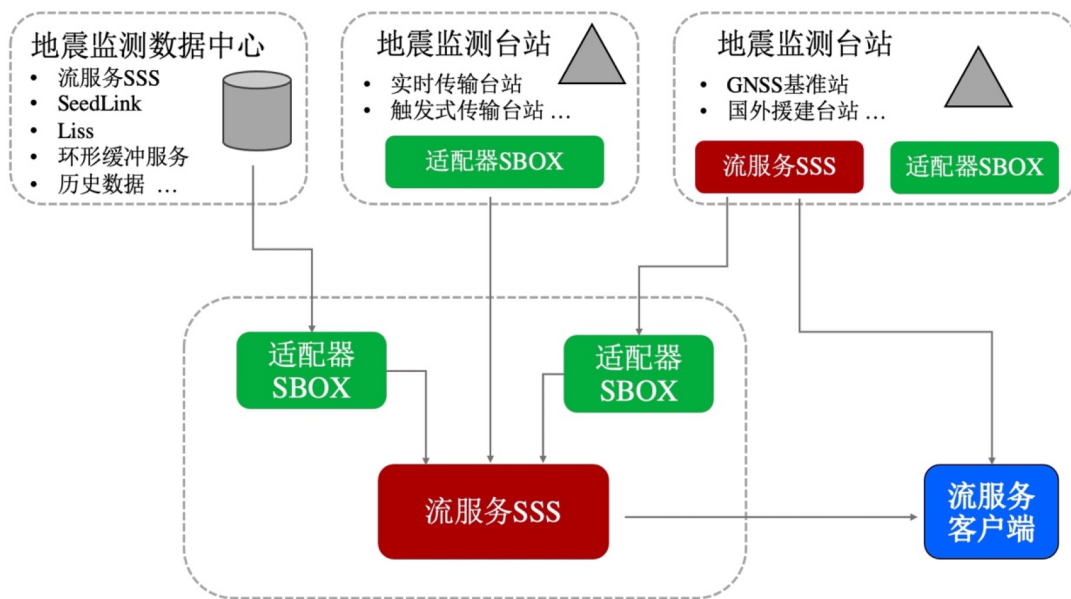 地震监测数据中心
• 流服务SSS
• SeedLink
• Liss
• 环形缓冲服务
• 历史数据 …
地震监测台站
• 实时传输台站
• 触发式传输台站 …
适配器SBOX
地震监测台站
• GNSS基准站
• 国外援建台站 …
流服务SSS
适配器SBOX
适配器
SBOX
适配器
SBOX
流服务SSS
流服务
客户端